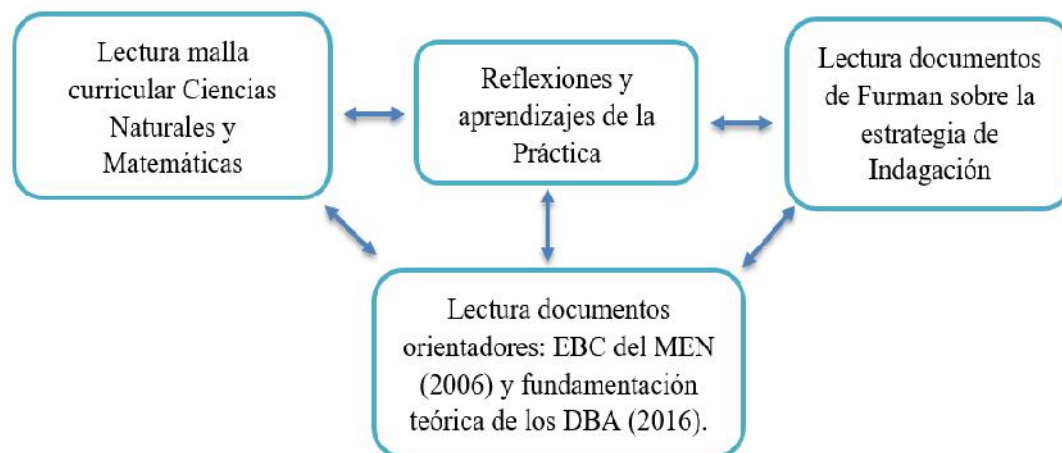 Lectura malla
curricular Ciencias
Naturales y
Matemáticas
Reflexiones y
aprendizajes de la
Práctica
Lectura documentos
de Furman sobre la
estrategia de
Indagación
Lectura documentos
orientadores: EBC del MEN
(2006) y fundamentación
teórica de los DBA (2016).